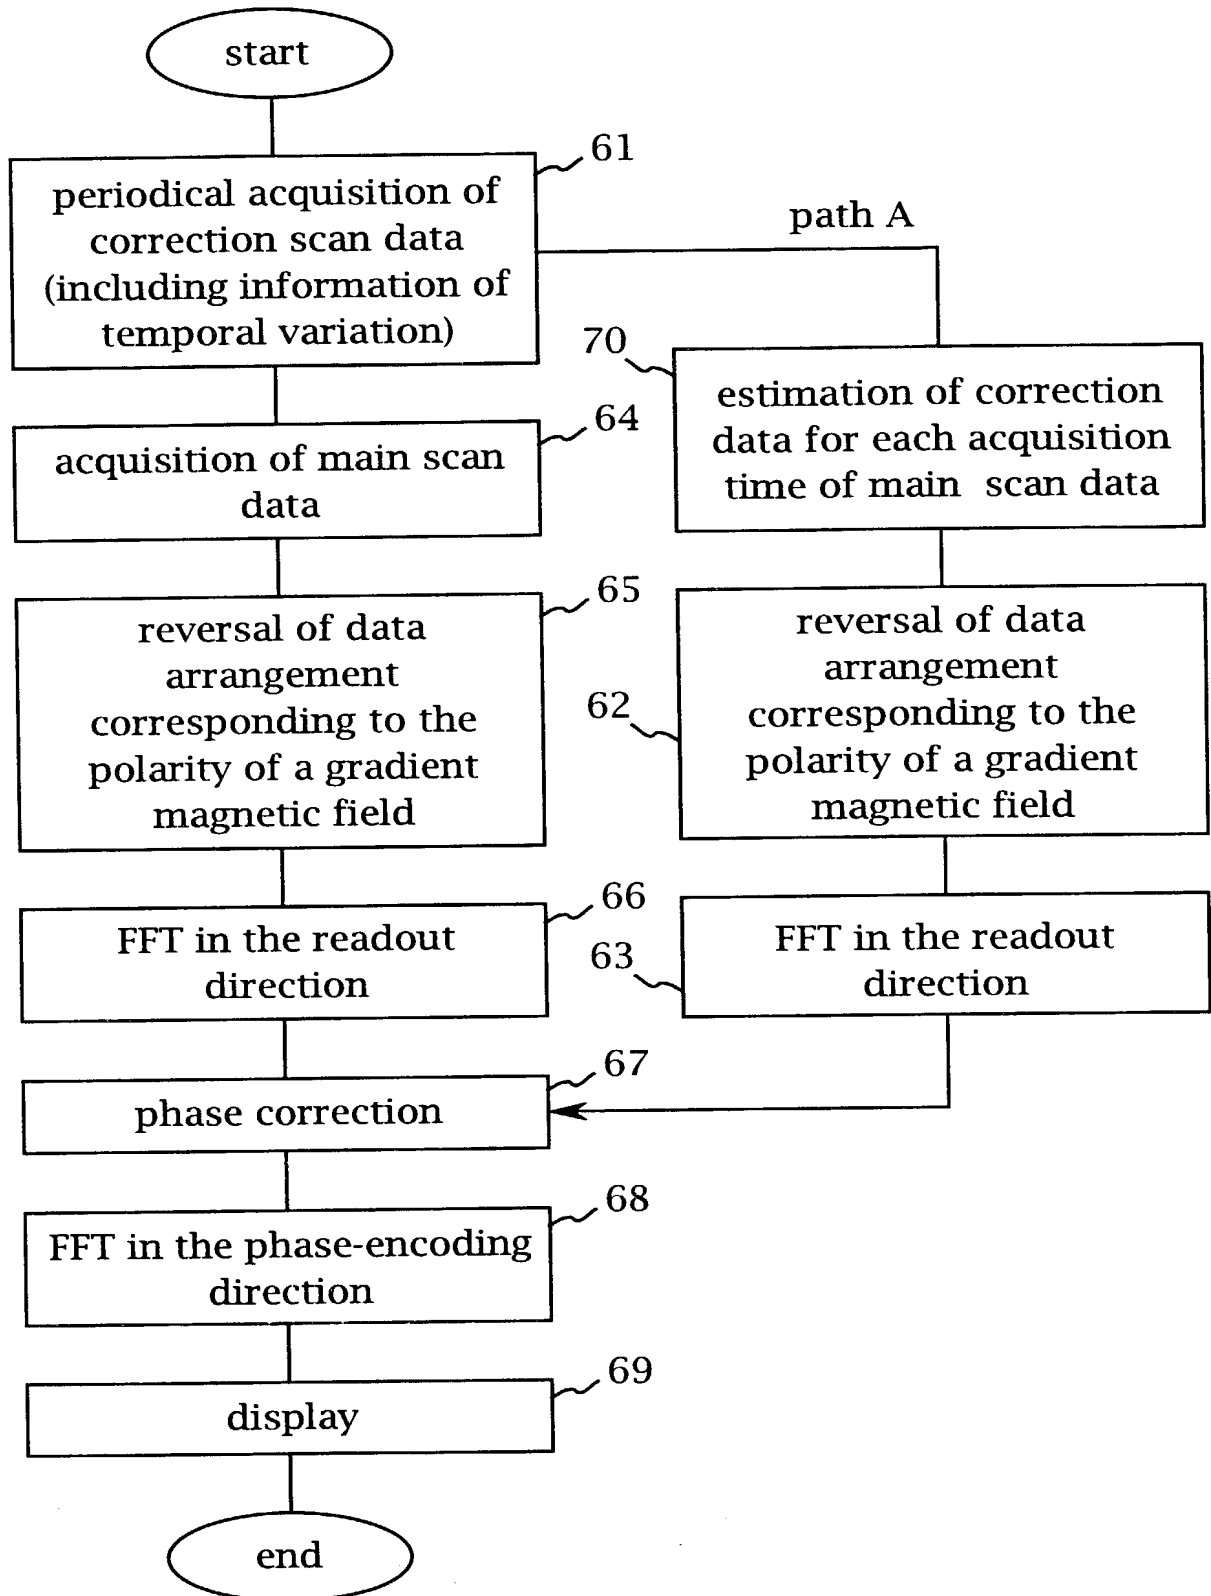 start
61
periodical acquisition of
correction scan data
(including information of
temporal variation)
path A
70
estimation of correction
data for each acquisition
time of main scan data
64
acquisition of main scan
data
65
reversal of data
arrangement
corresponding to the
polarity of a gradient
magnetic field
62
reversal of data
arrangement
corresponding to the
polarity of a gradient
magnetic field
66
FFT in the readout
direction
63
FFT in the readout
direction
67
phase correction
68
FFT in the phase-encoding
direction
69
display
end